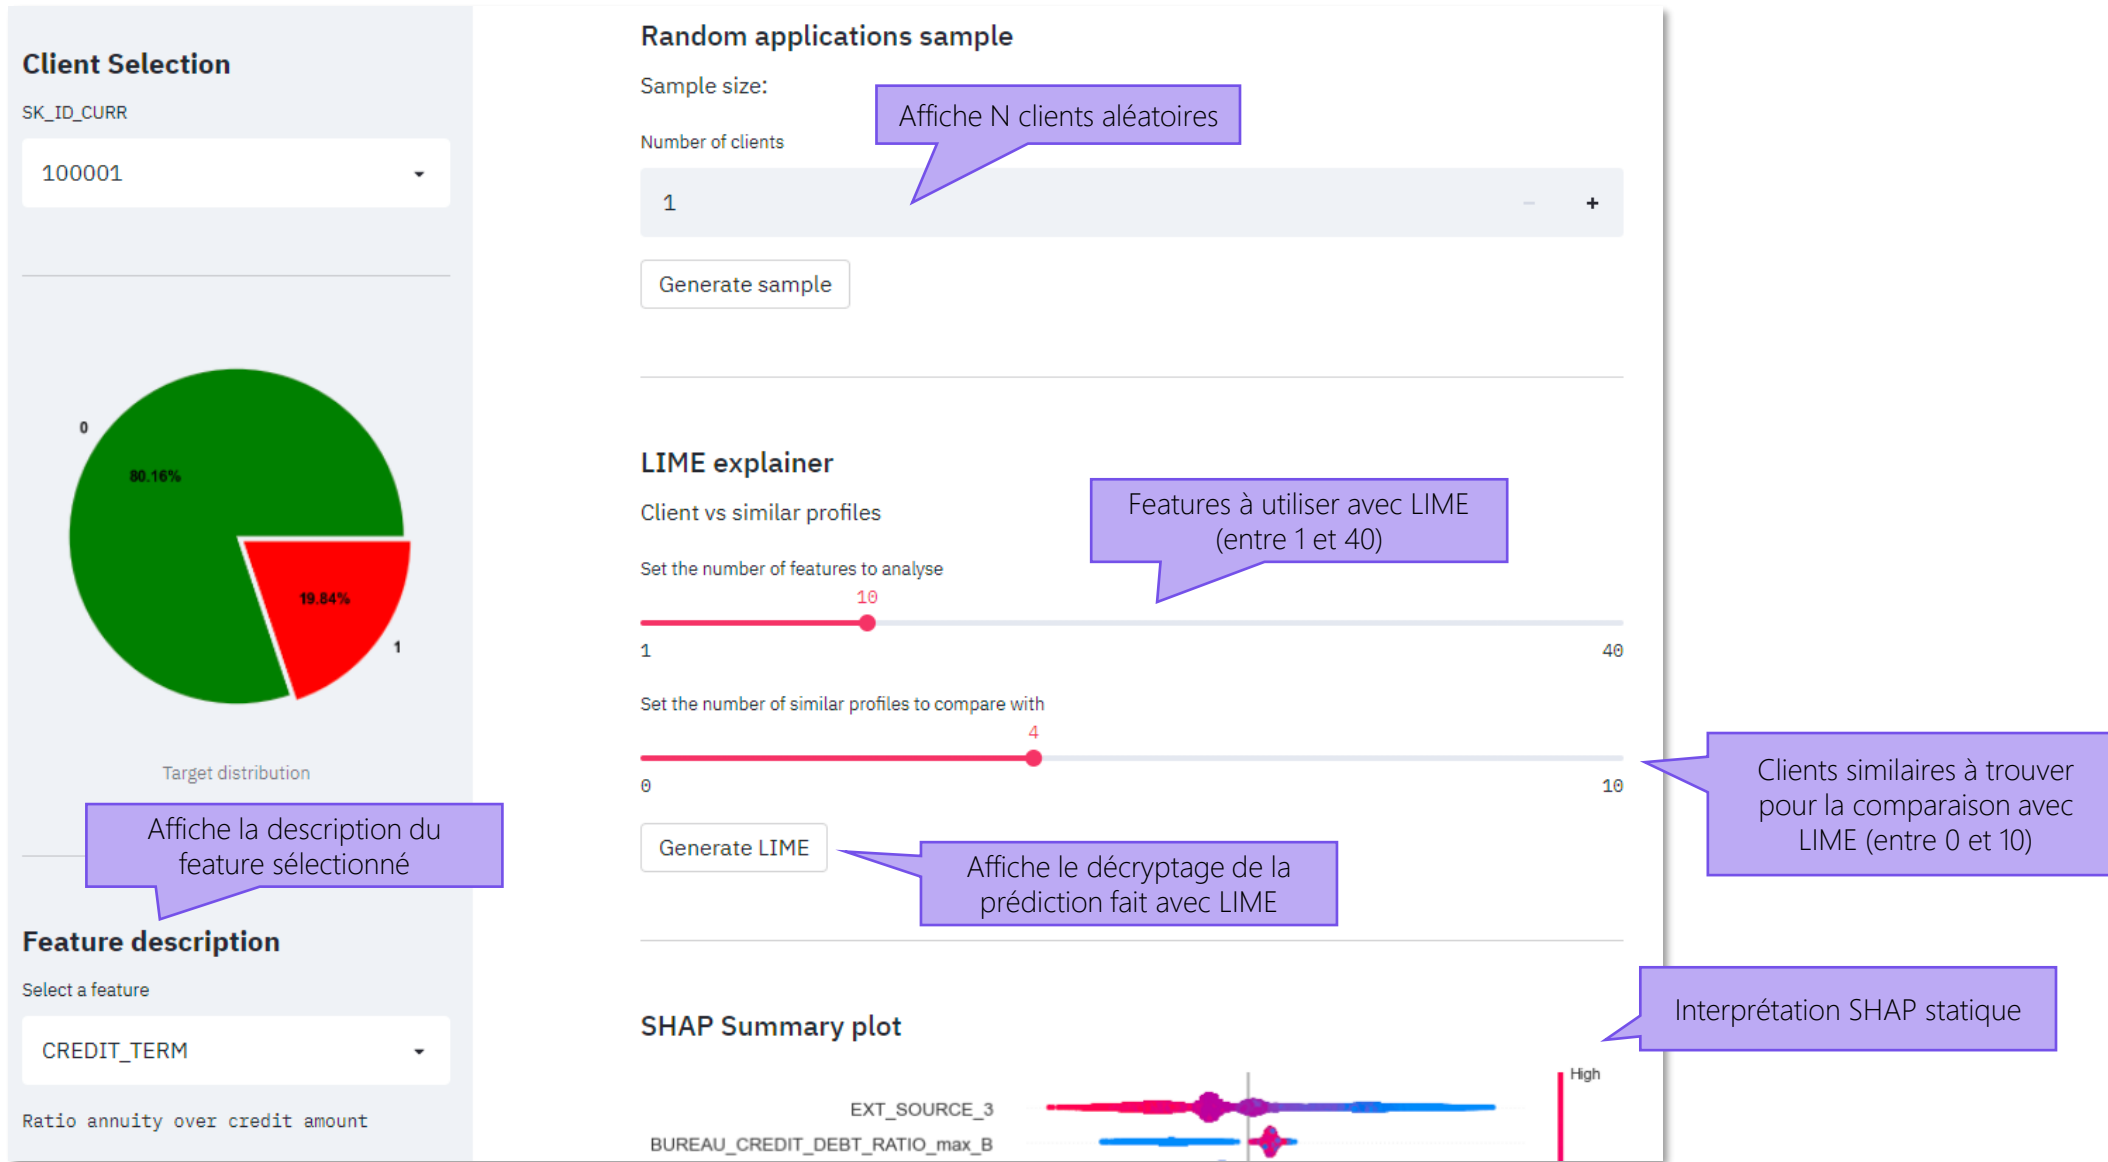 Client Selection
SK_ID_CURR
100001
0
80.16%
19.84%
1
Target distribution
Affiche la description du
feature sélectionné
Feature description
Select a feature
CREDIT_TERM
Ratio annuity over credit amount
Random applications sample
Sample size:
Affiche N clients aléatoires
Number of clients
1
Generate sample
LIME explainer
Client vs similar profiles
Features à utiliser avec LIME
(entre 1 et 40)
Set the number of features to analyse
10
1
40
Set the number of similar profiles to compare with
4
0
10
Clients similaires à trouver
pour la comparaison avec
LIME (entre 0 et 10)
Generate LIME
Affiche le décryptage de la
prédiction fait avec LIME
Interprétation SHAP statique
SHAP Summary plot
High
EXT_SOURCE_3
BUREAU_CREDIT_DEBT_RATIO_max_B